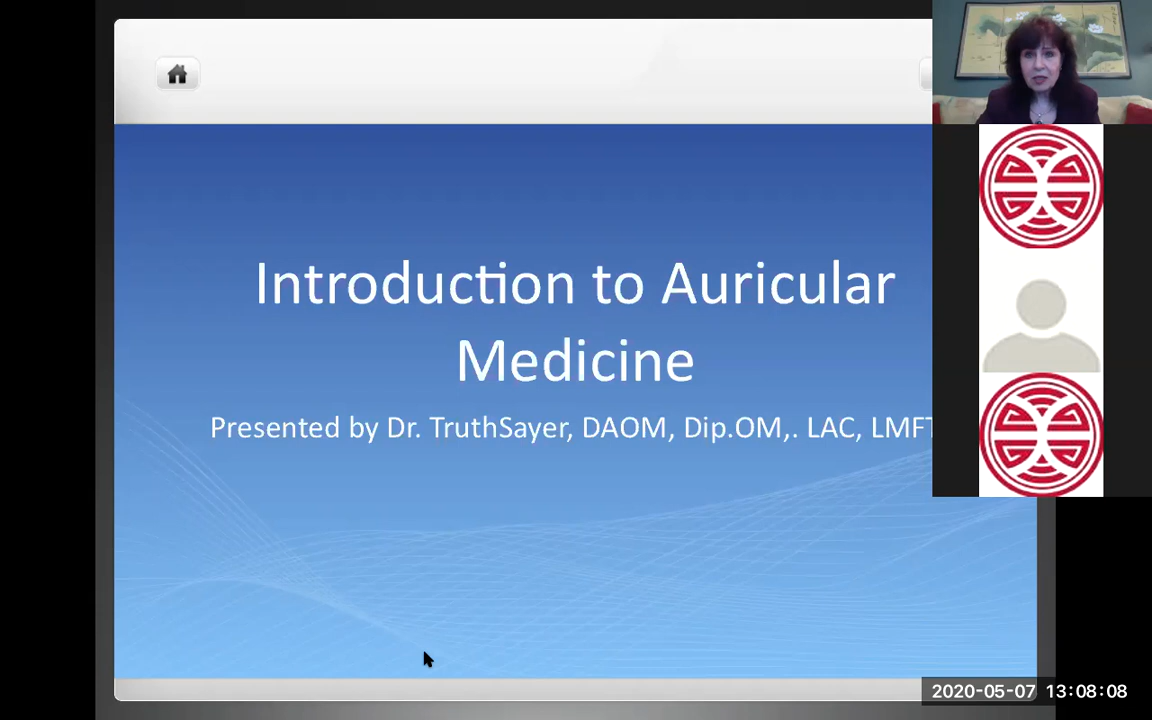 Introduction to Auricular
Medicine
Presented by Dr. TruthSayer, DAOM, Dip.OM,. LAC, LMFT
2020-05-07 13:08:08